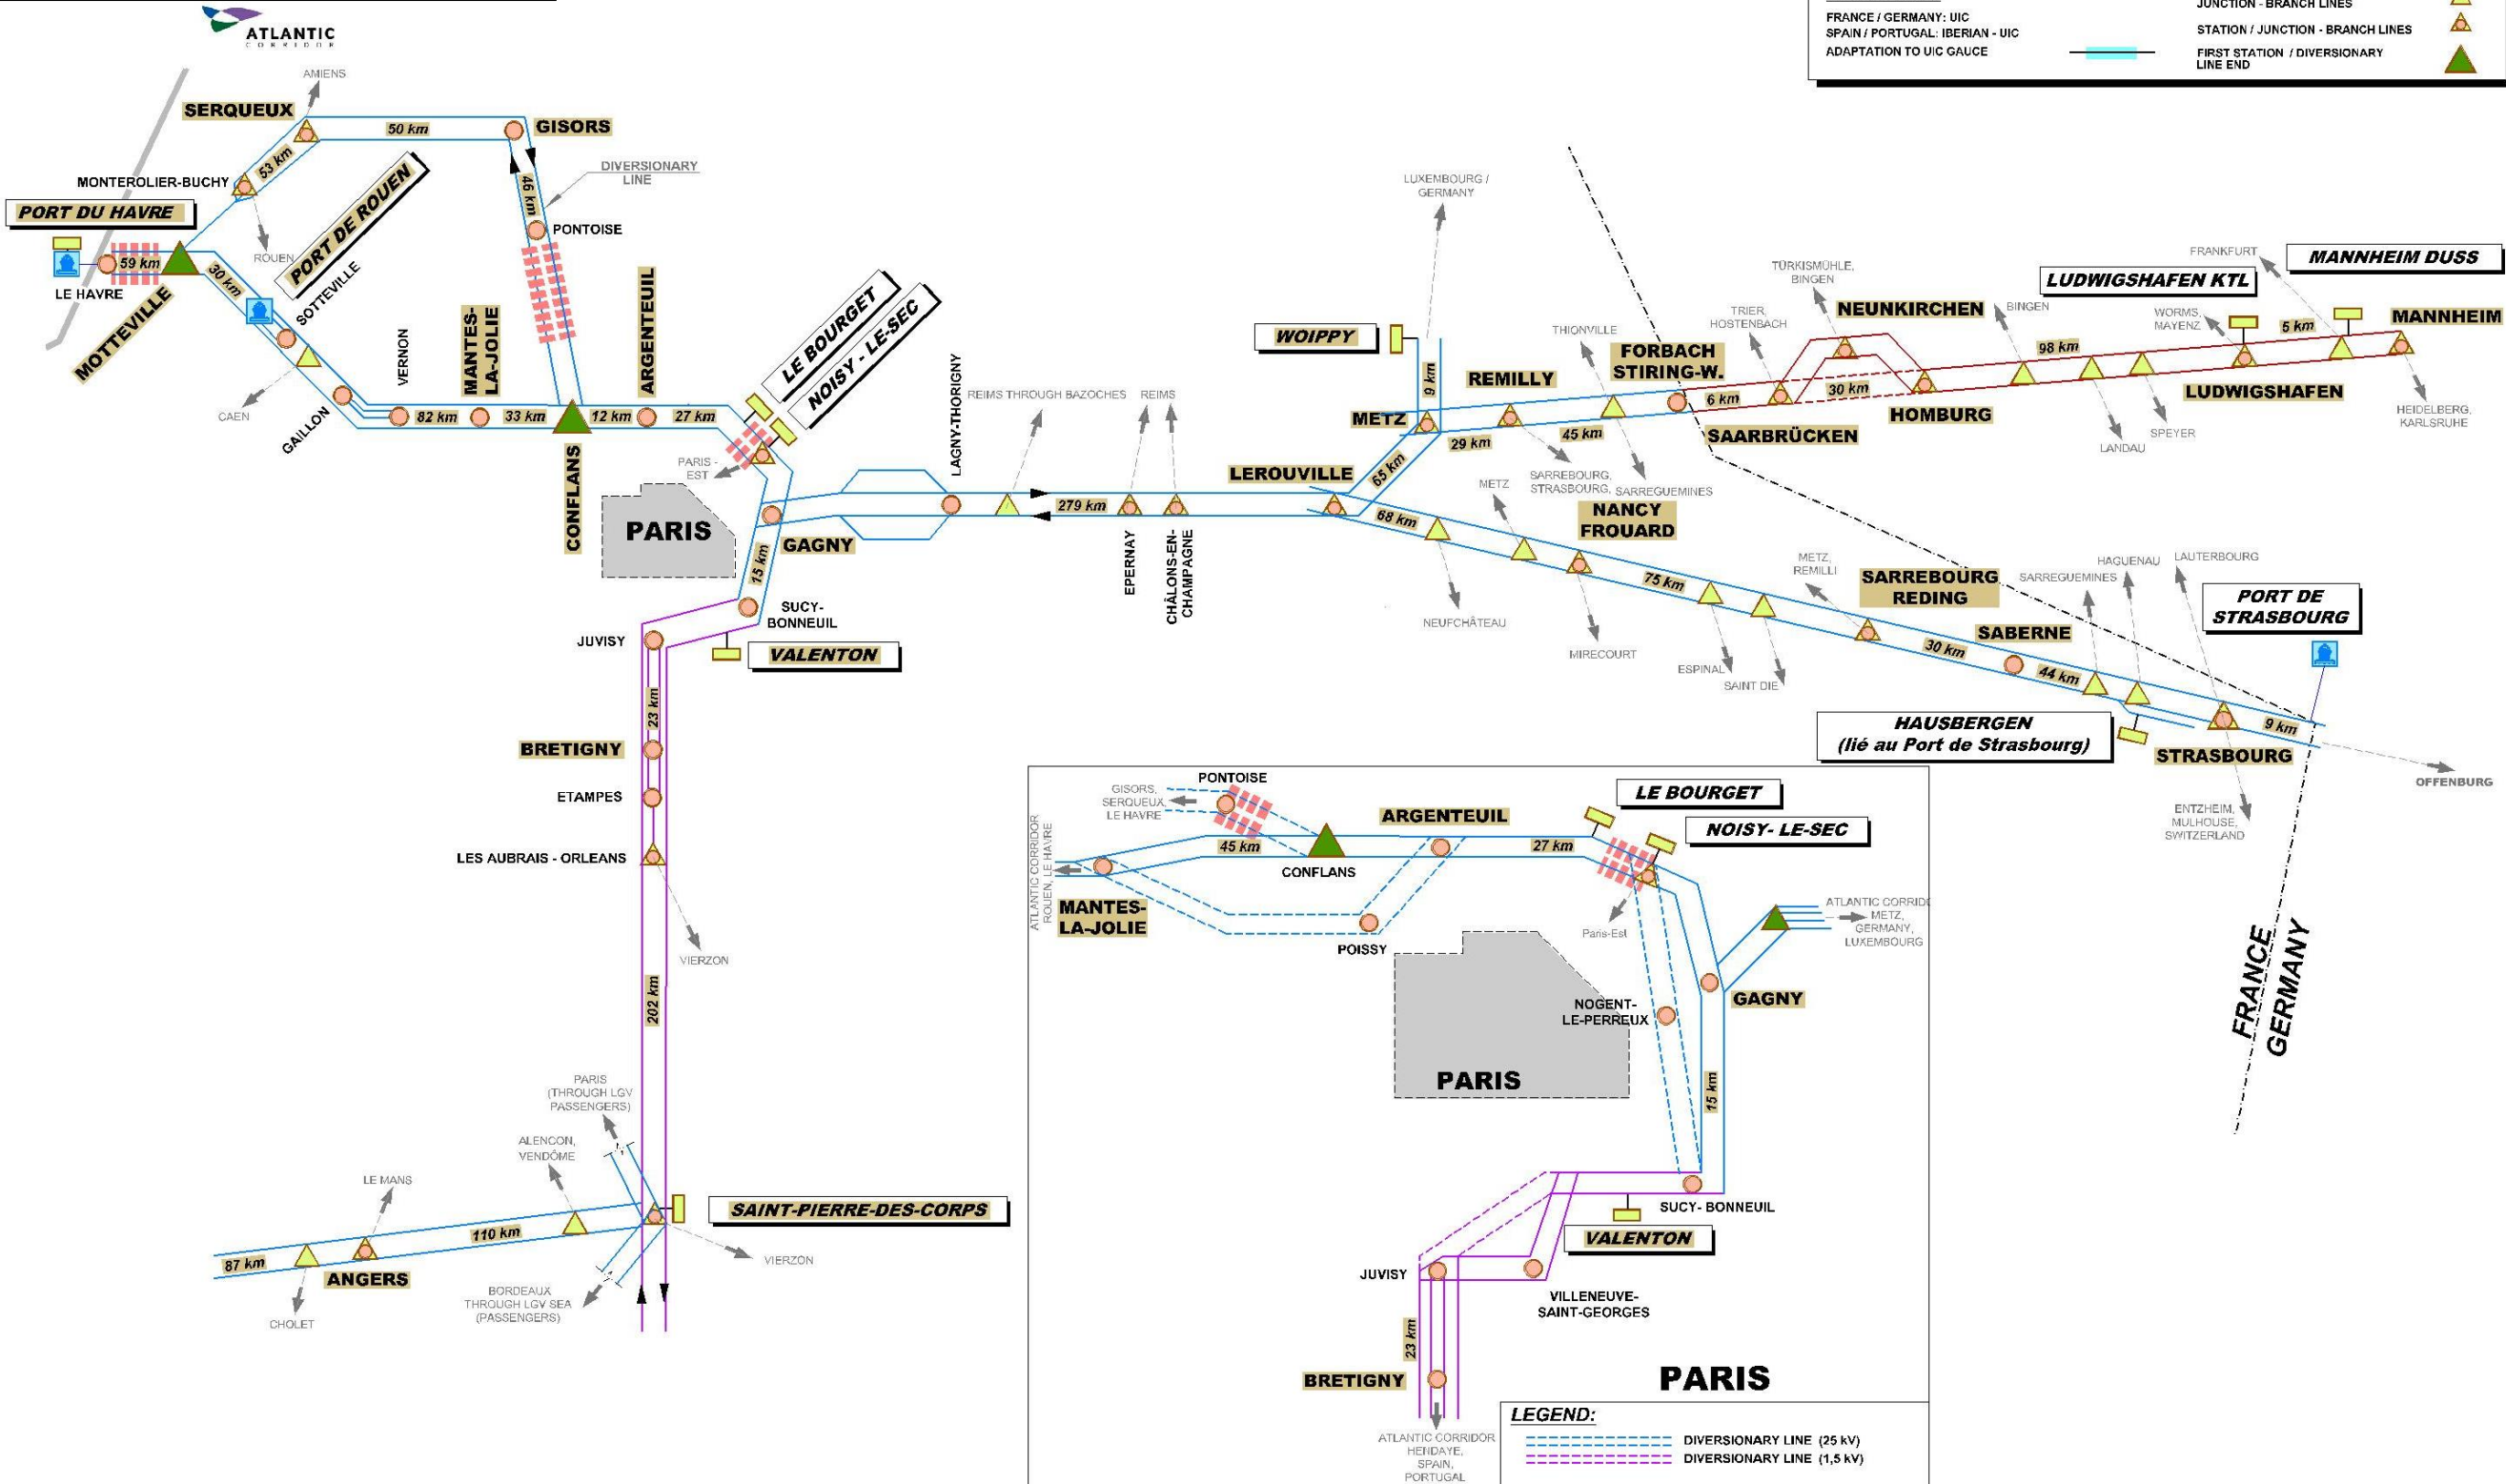 ATLANTIC
CORRIDOR
FRANCE / GERMANY: UIC
SPAIN / PORTUGAL: IBERIAN - UIC
ADAPTATION TO UIC GAUCE
JUNCTION - BRANCH LINES
STATION / JUNCTION - BRANCH LINES
FIRST STATION / DIVERSIONARY
LINE END
AMIENS
SERQUEUX
50 km
GISORS
53 km
MONTEROLIER-BUCHY
DIVERSIONARY
LINE
46 km
PORT DU HAVRE
PORT DE ROUEN
PONTOISE
ROUEN
59 km
LE HAVRE
30 km
SOTTEVILLE
MOTTEVILLE
CAEN
GAILLON
VERNON
82 km
MANTES-
LA-JOLIE
33 km
CONFLANS
12 km
ARGENTEUIL
27 km
LE BOURGET
NOISY - LE-SEC
PARIS -
EST
PARIS
GAGNY
15 km
LAGNY-THORIGNY
REIMS THROUGH BAZOCHES
REIMS
279 km
EPERNAY
CHÂLONS-EN-
CHAMPAGNE
LEROUVILLE
65 km
METZ
9 km
WOIPPY
LUXEMBOURG /
GERMANY
REMILLY
29 km
45 km
THIONVILLE
FORBACH
STIRING-W.
6 km
SARREBOURG,
STRASBOURG,
SARREGUEMINES
SAARBRÜCKEN
TRIER,
HOSTENBACH
TÜRKISMÜHLE,
BINGEN
NEUNKIRCHEN
30 km
HOMBURG
BINGEN
98 km
LANDAU
SPEYER
LUDWIGSHAFEN KTL
WORMS,
MAYENZ
LUDWIGSHAFEN
FRANKFURT
MANNHEIM DUSS
5 km
MANNHEIM
HEIDELBERG,
KARLSRUHE
68 km
METZ
NEUFCHÂTEAU
NANCY
FROUARD
MIRECOURT
75 km
ESPINAL
SAINT DIE
METZ,
REMILLI
SARREBOURG
REDING
30 km
SABERNE
44 km
SARREGUEMINES
HAGUENAU
LAUTERBOURG
PORT DE
STRASBOURG
HAUSBERGEN
(lié au Port de Strasbourg)
STRASBOURG
9 km
OFFENBURG
ENTZHEIM,
MULHOUSE,
SWITZERLAND
FRANCE
GERMANY
SUCY-
BONNEUIL
JUVISY
VALENTON
23 km
BRETIGNY
ETAMPES
LES AUBRAIS - ORLEANS
VIERZON
202 km
PARIS
(THROUGH LGV
PASSENGERS)
ALENCON,
VENDÔME
LE MANS
SAINT-PIERRE-DES-CORPS
110 km
87 km
ANGERS
VIERZON
BORDEAUX
THROUGH LGV SEA
(PASSENGERS)
CHOLET
PONTOISE
GISORS,
SERQUEUX,
LE HAVRE
ATLANTIC CORRIDOR
ROUEN, LE HAVRE
45 km
CONFLANS
ARGENTEUIL
27 km
LE BOURGET
NOISY- LE-SEC
MANTES-
LA-JOLIE
POISSY
Paris-Est
ATLANTIC CORRID
METZ,
GERMANY,
LUXEMBOURG
GAGNY
NOGENT-
LE-PERREUX
PARIS
15 km
SUCY- BONNEUIL
VALENTON
JUVISY
VILLENEUVE-
SAINT-GEORGES
23 km
BRETIGNY
PARIS
ATLANTIC CORRIDOR
HENDAYE,
SPAIN,
PORTUGAL
LEGEND:
DIVERSIONARY LINE (25 kV)
DIVERSIONARY LINE (1,5 kV)